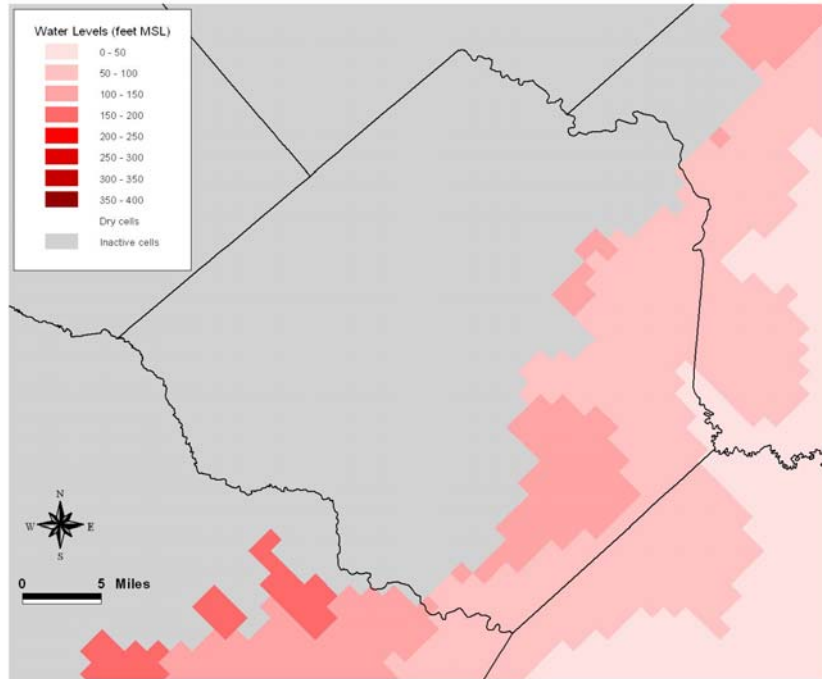 Water Levels (feet MSL)
0 - 50
50 - 100
100 - 150
150 - 200
200 - 250
250 - 300
300 - 350
350 - 400
Dry cells
Inactive cells
N
W E
S
0 5 Miles